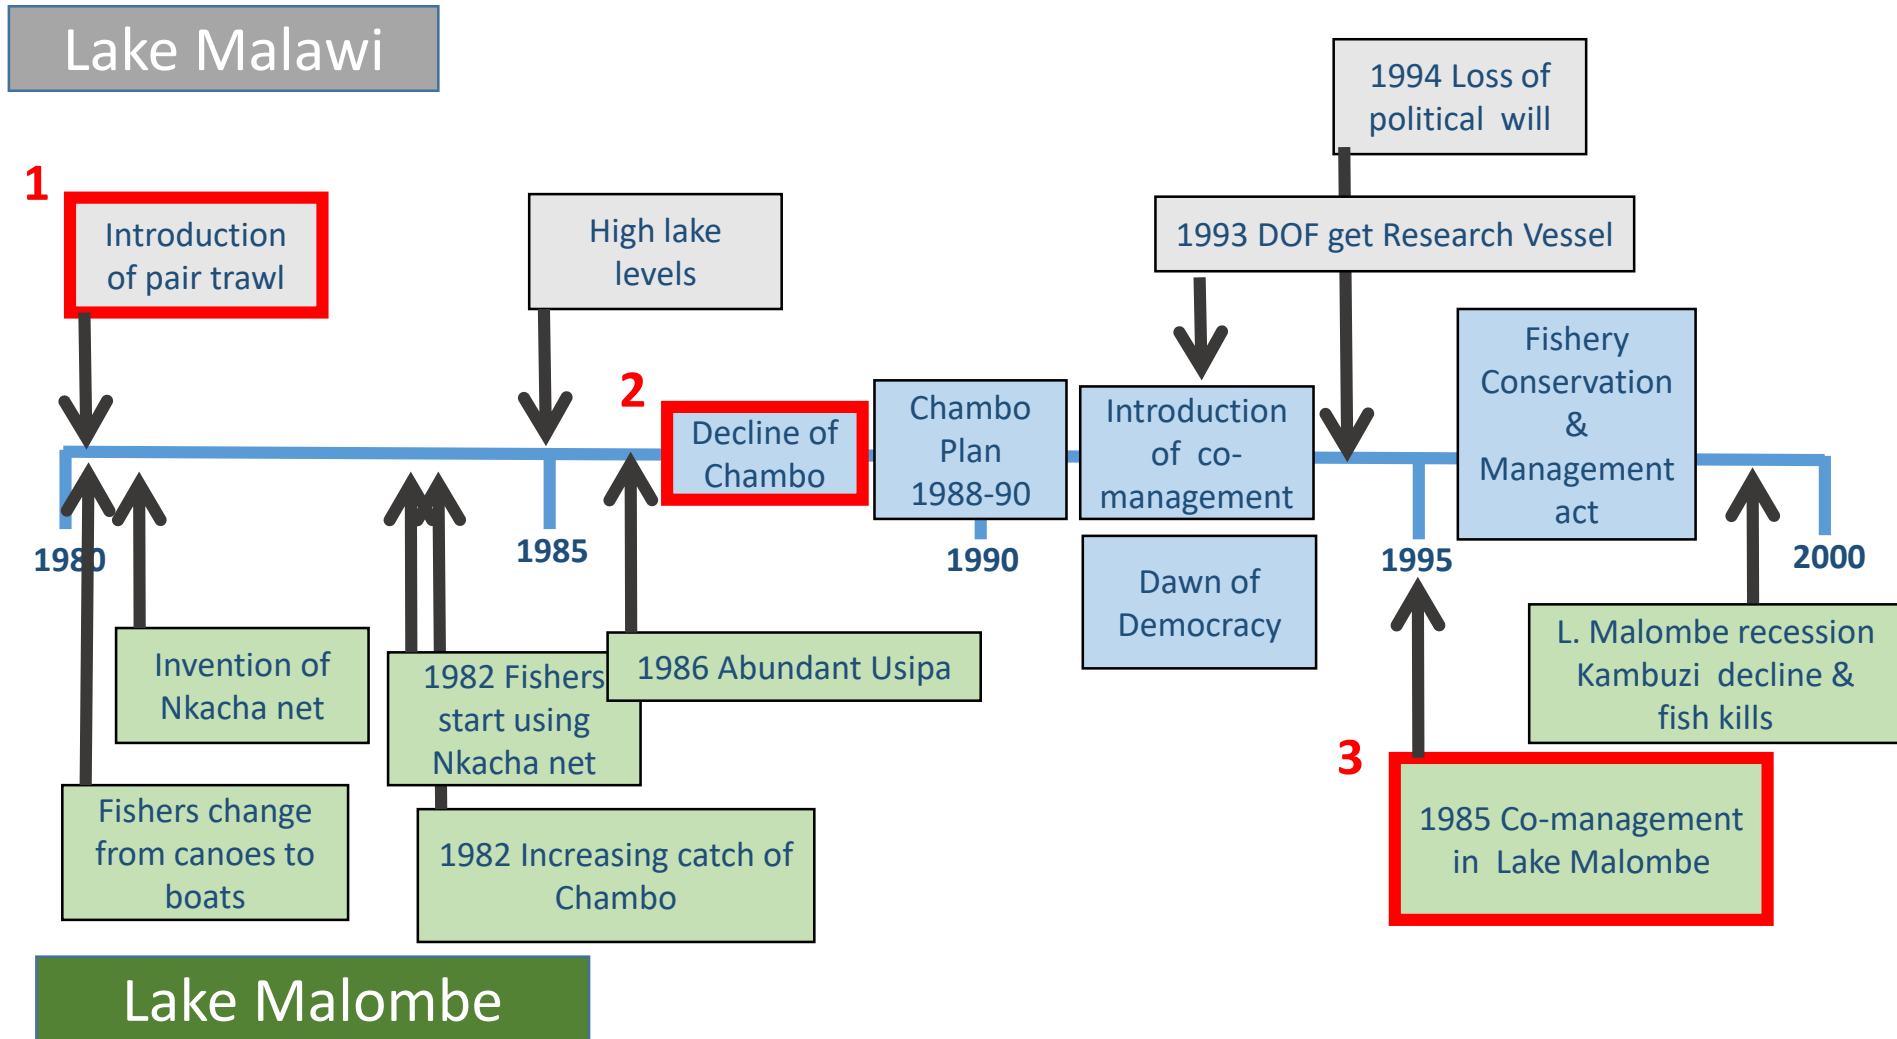 Lake Malawi
1994 Loss of
political will
1
Introduction
of pair trawl
High lake
levels
1993 DOF get Research Vessel
2
Decline of
Chambo
Chambo
Plan
1988-90
Introduction
of co-
management
Fishery
Conservation
&
Management
act
1980
1985
1990
1995
2000
Dawn of
Democracy
Invention of
Nkacha net
1982 Fishers
start using
Nkacha net
1986 Abundant Usipa
L. Malombe recession
Kambuzi decline &
fish kills
Fishers change
from canoes to
boats
1982 Increasing catch of
Chambo
3
1985 Co-management
in Lake Malombe
Lake Malombe